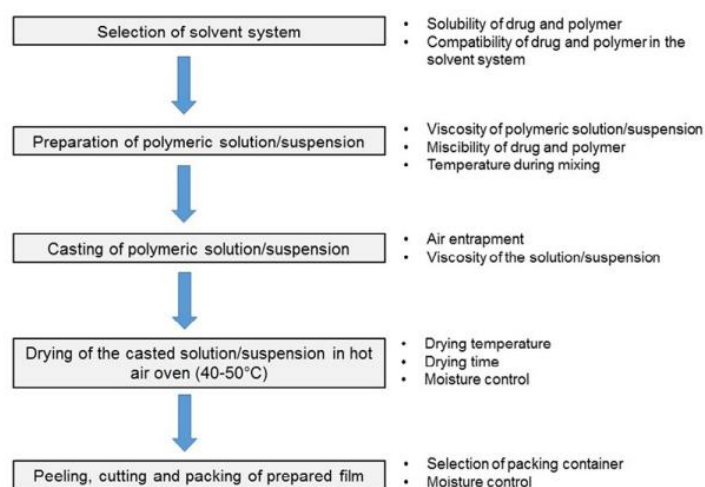 Selection of solvent system
• Solubility of drug and polymer
• Compatibility of drug and polymer in the
solvent system
Preparation of polymeric solution/suspension
• Viscosity of polymeric solution/suspension
• Miscibility of drug and polymer
• Temperature during mixing
Casting of polymeric solution/suspension
• Air entrapment
• Viscosity of the solution/suspension
Drying of the casted solution/suspension in hot
air oven (40-50°C)
• Drying temperature
• Drying time
• Moisture control
Peeling, cutting and packing of prepared film
• Selection of packing container
• Moisture control